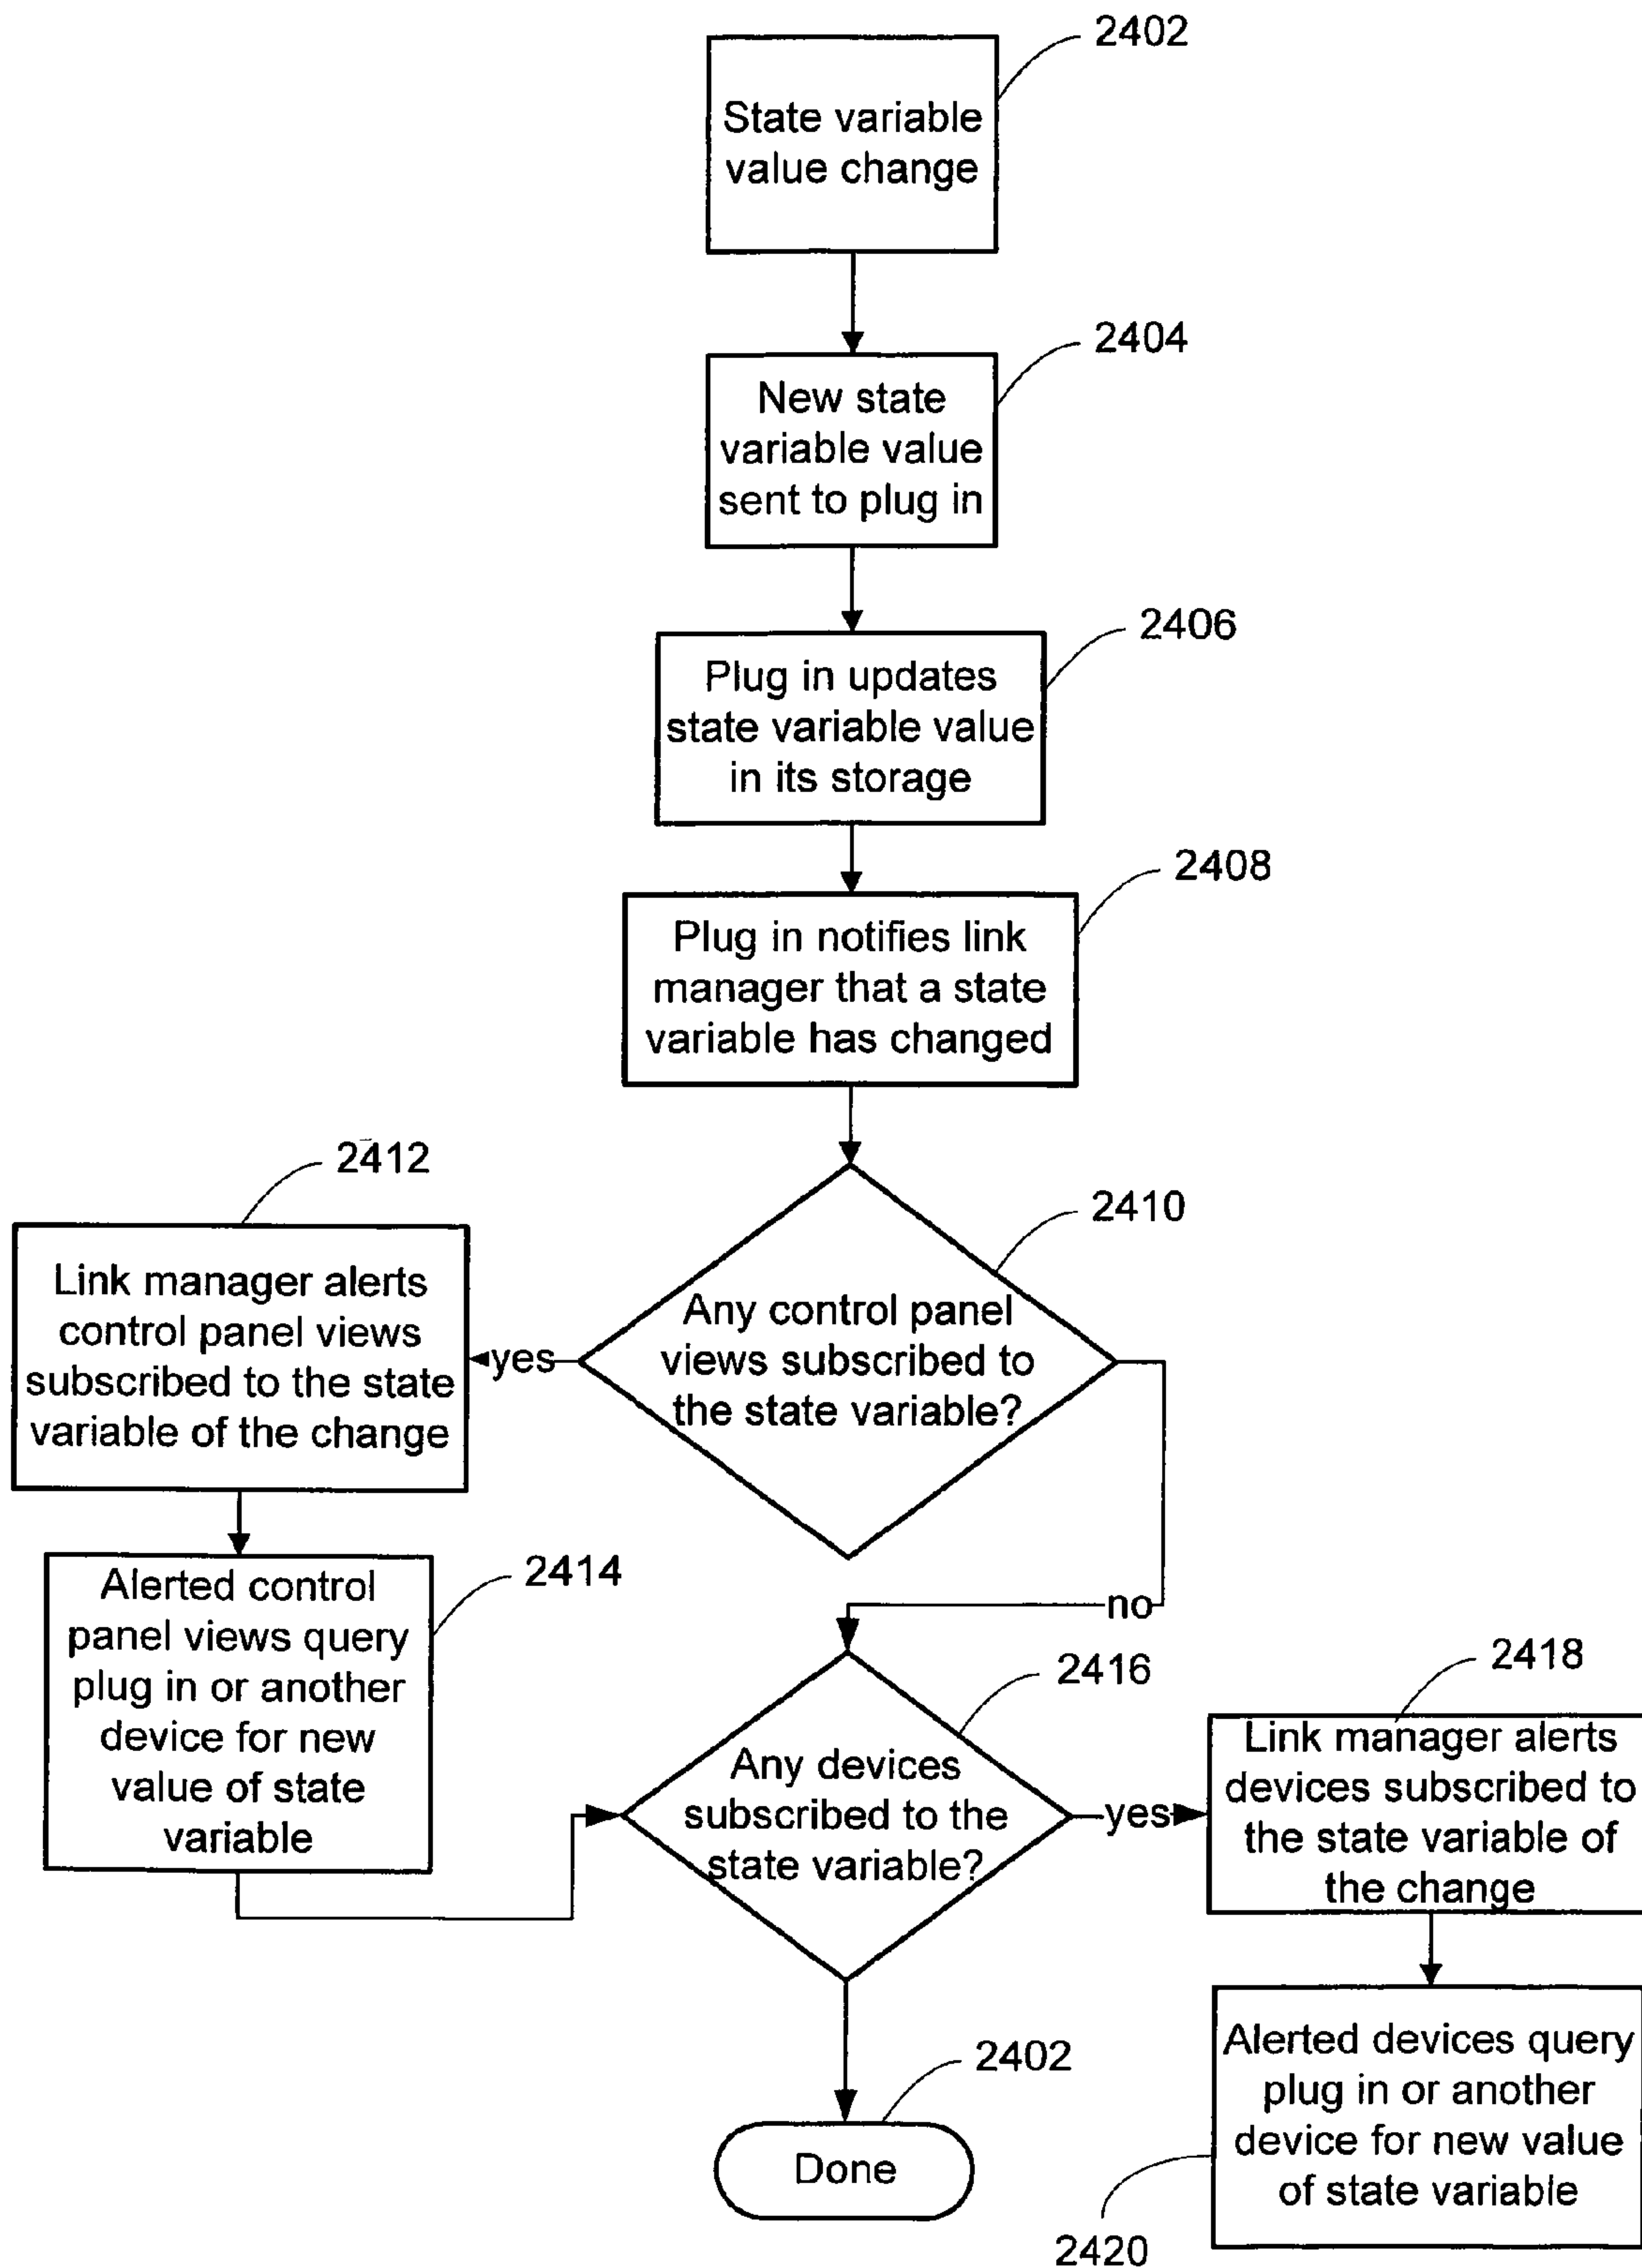 2402
State variable
value change
2404
New state
variable value
sent to plug in
2406
Plug in updates
state variable value
in its storage
2408
Plug in notifies link
manager that a state
variable has changed
2412
Link manager alerts
control panel views
subscribed to the state
variable of the change
yes
2410
Any control panel
views subscribed to
the state variable?
no
2414
Alerted control
panel views query
plug in or another
device for new
value of state
variable
2416
Any devices
subscribed to the
state variable?
yes
2418
Link manager alerts
devices subscribed to
the state variable of
the change
2402
Done
Alerted devices query
plug in or another
device for new value
of state variable
2420